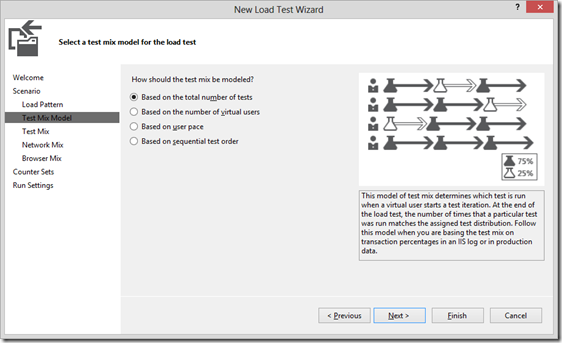 New Load Test Wizard
?
Select a test mix model for the load test
Welcome
Scenario
Load Pattern
Test Mix Model
Test Mix
Network Mix
Browser Mix
Counter Sets
Run Settings
How should the test mix be modeled?
Based on the total number of tests
Based on the number of virtual users
Based on user pace
Based on sequential test order
75%
25%
This model of test mix determines which test is run
when a virtual user starts a test iteration. At the end
of the load test, the number of times that a particular test
was run matches the assigned test distribution. Follow
this model when you are basing the test mix on
transaction percentages in an IIS log or in production
data.
< Previous
Next >
Finish
Cancel